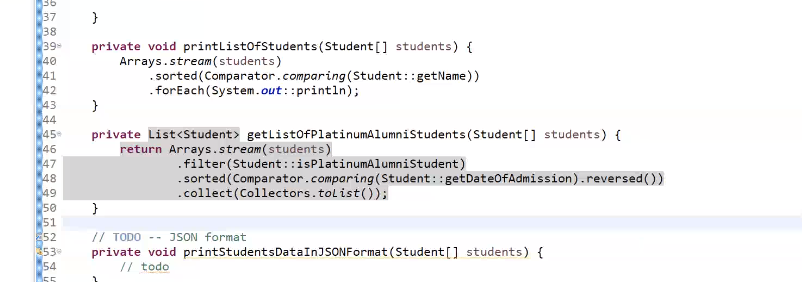 36
37 }
38
39 private void printListOfStudents(Student[] students) {
40 Arrays.stream(students)
41 .sorted(Comparator.comparing(Student::getName))
42 .forEach(System.out::println);
43 }
44
45 private List<Student> getListOfPlatinumAlumniStudents(Student[] students) {
46 return Arrays.stream(students)
47 .filter(Student::isPlatinumAlumniStudent)
48 .sorted(Comparator.comparing(Student::getDateOfAdmission).reversed())
49 .collect(Collectors.toList());
50 }
51
52 // TODO -- JSON format
53 private void printStudentsDataInJSONFormat(Student[] students) {
54 // todo
55 }